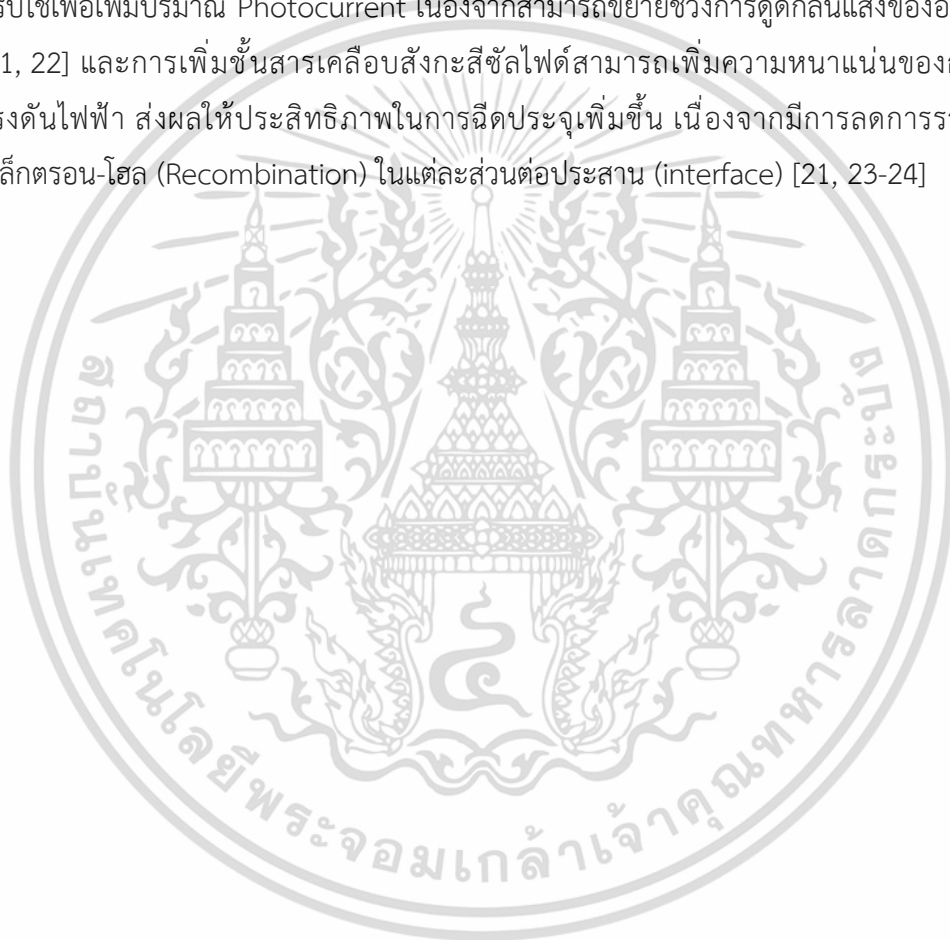 รับใช้เพื่อเพิ่มปริมาณ Photocurrent เนื่องจากสามารถขยายช่วงการดูดกลืนแสงของ
1, 22] และการเพิ่มชั้นสารเคลือบสังกะสีซัลไฟด์สามารถเพิ่มความหนาแน่นของ
รงดันไฟฟ้า ส่งผลให้ประสิทธิภาพในการฉีดประจุเพิ่มขึ้น เนื่องจากมีการลดการ
ล็กตรอน-โฮล (Recombination) ในแต่ละส่วนต่อประสาน (interface) [21, 23-24]
สถาบันเทคโนโลยีพระจอมเกล้าเจ้าคุณทหารลาดกระบัง